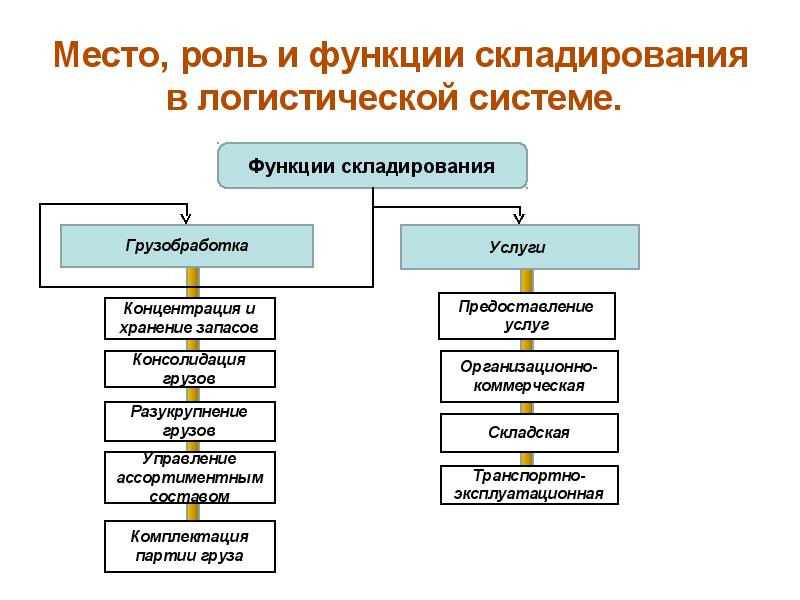 Место, роль и функции складирования
в логистической системе.
Функции складирования
Грузобработка
Концентрация и
хранение запасов
Консолидация
грузов
Разукрупнение
грузов
Управление
ассортиментным
составом
Комплектация
партии груза
Услуги
Предоставление
услуг
Организационно-
коммерческая
Складская
Транспортно-
эксплуатационная